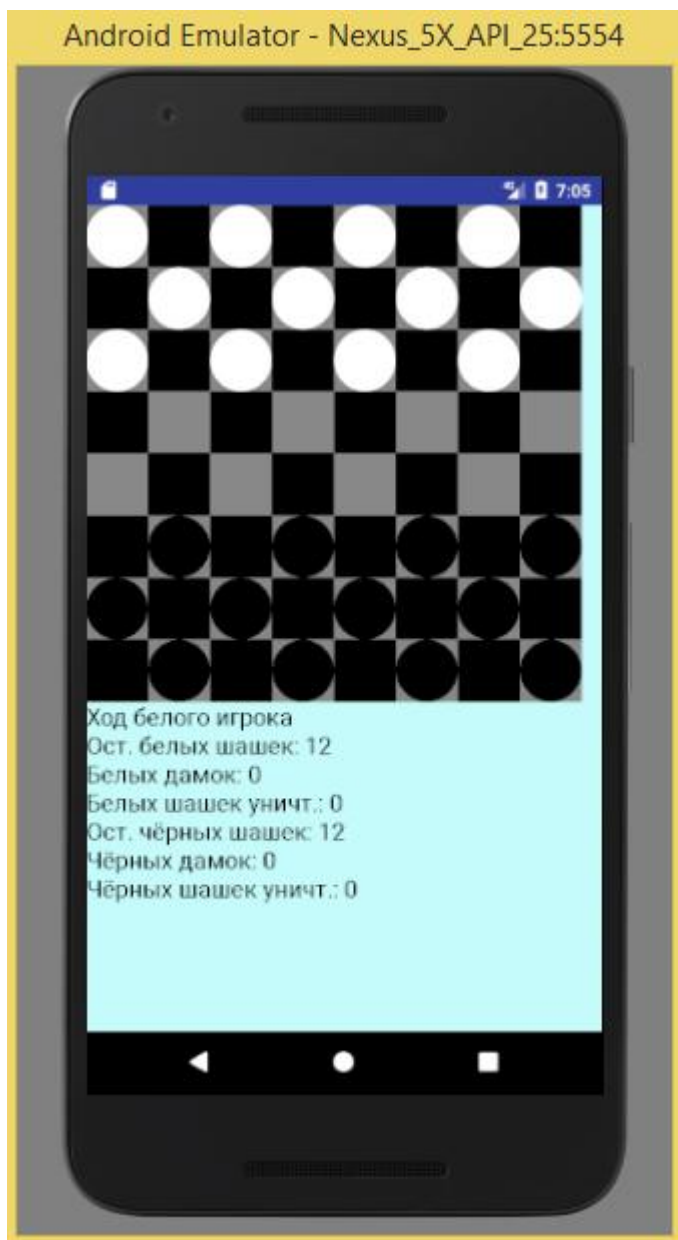 Android Emulator - Nexus_5X_API_25:5554
7:05
Ход белого игрока
Ост. белых шашек: 12
Белых дамок: 0
Белых шашек уничт.: 0
Ост. чёрных шашек: 12
Чёрных дамок: 0
Чёрных шашек уничт.: 0